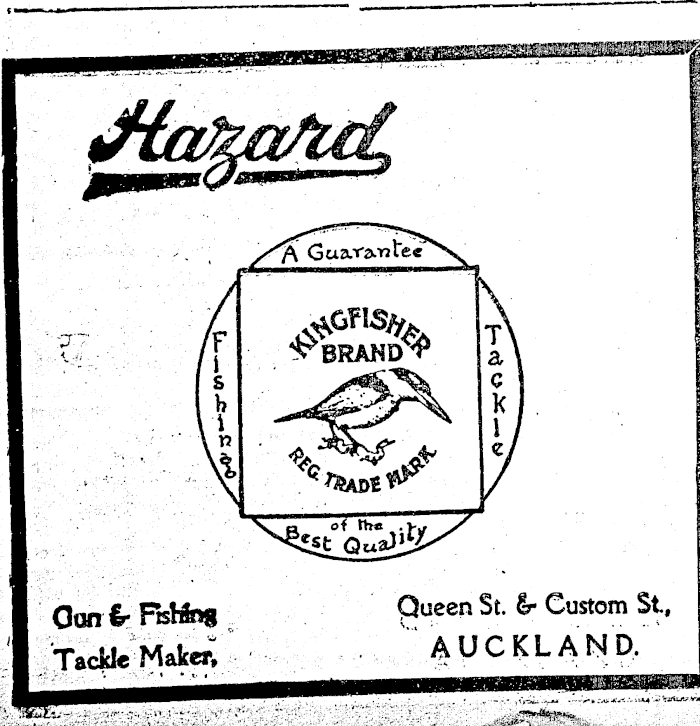 Hazard
A Guarantee
Fishing
Tackle
KINGFISHER
BRAND
REG. TRADE MARK
of the
Best Quality
Gun & Fishing
Tackle Maker,
Queen St. & Custom St.,
AUCKLAND.